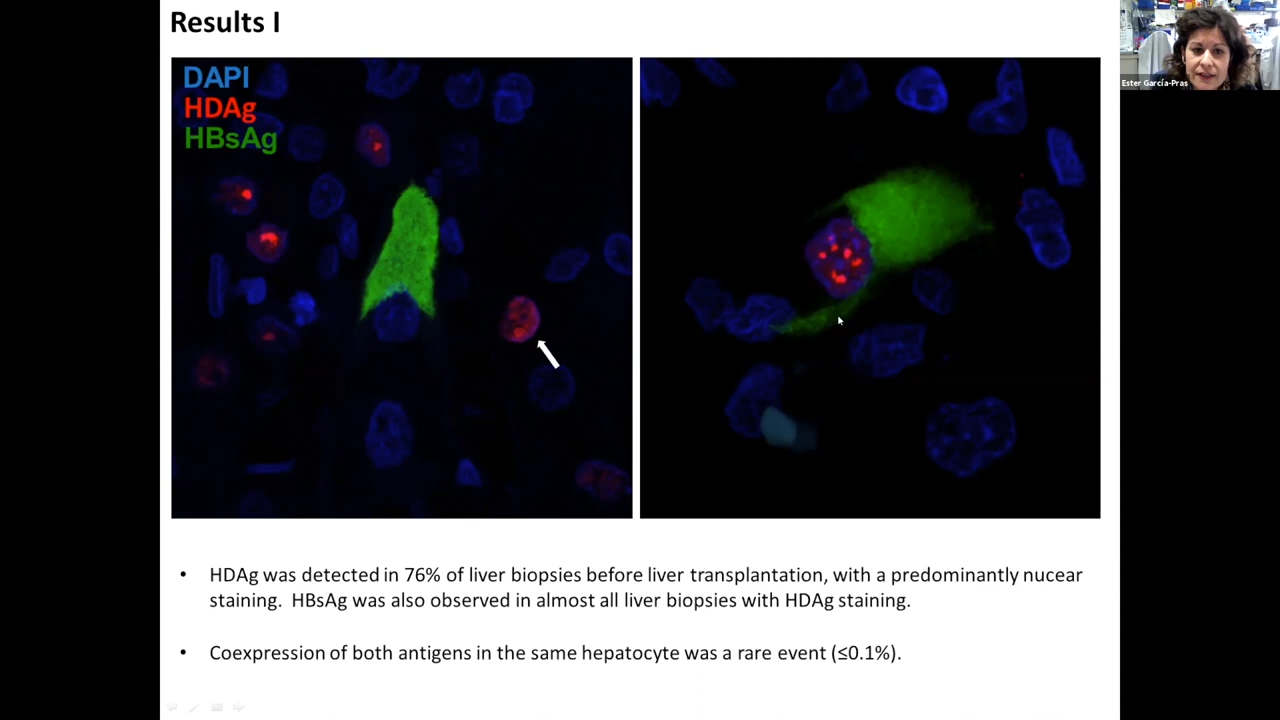 Results I
DAPI
HDAg
HBsAg
Ester García-Pras
• HDAg was detected in 76% of liver biopsies before liver transplantation, with a predominantly nucear
staining. HBsAg was also observed in almost all liver biopsies with HDAg staining.
• Coexpression of both antigens in the same hepatocyte was a rare event (≤0.1%).